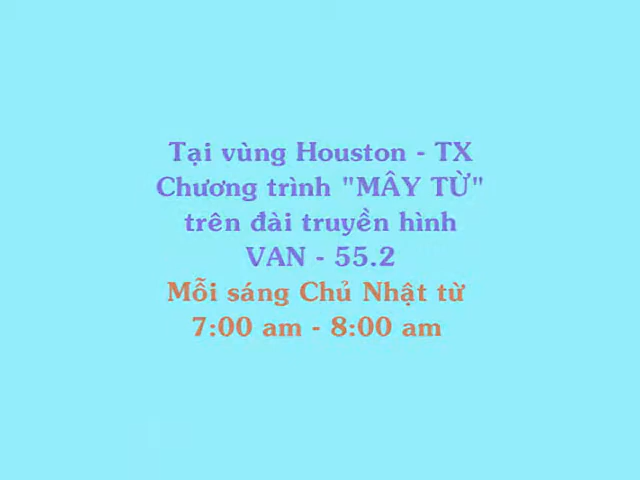 Tại vùng Houston - TX
Chương trình "MÂY TỪ"
trên đài truyền hình
VAN - 55.2
Mỗi sáng Chủ Nhật từ
7:00 am - 8:00 am